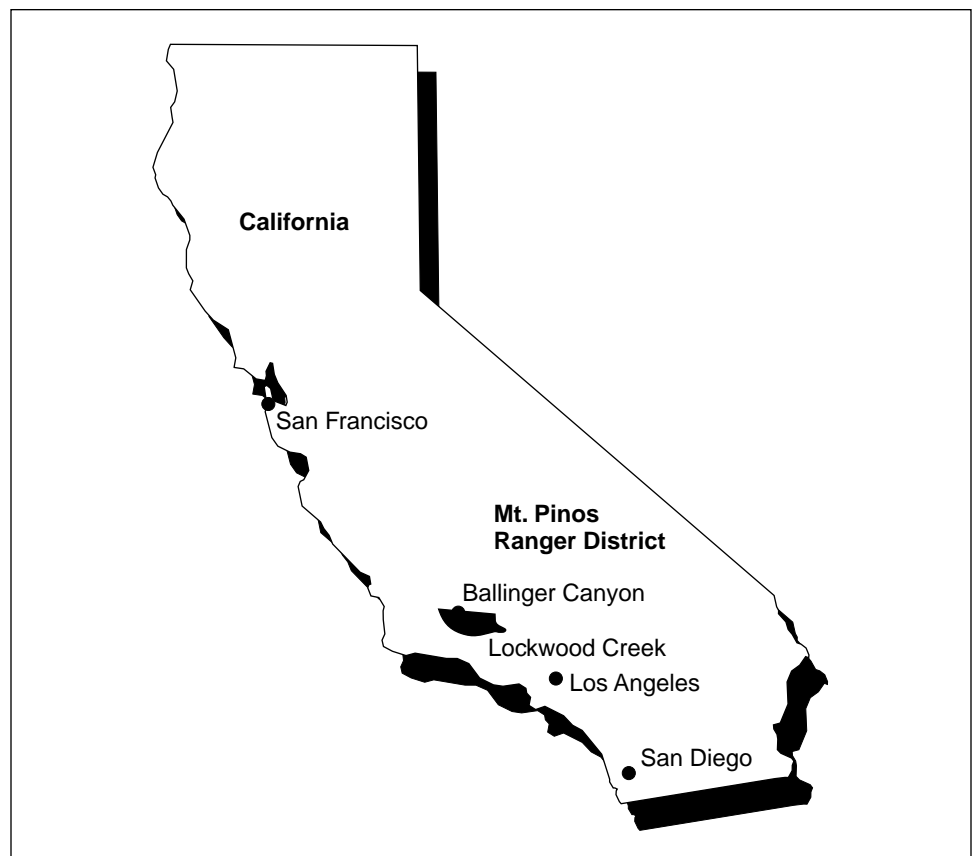 California
San Francisco
Mt. Pinos
Ranger District
Ballinger Canyon
Lockwood Creek
Los Angeles
San Diego